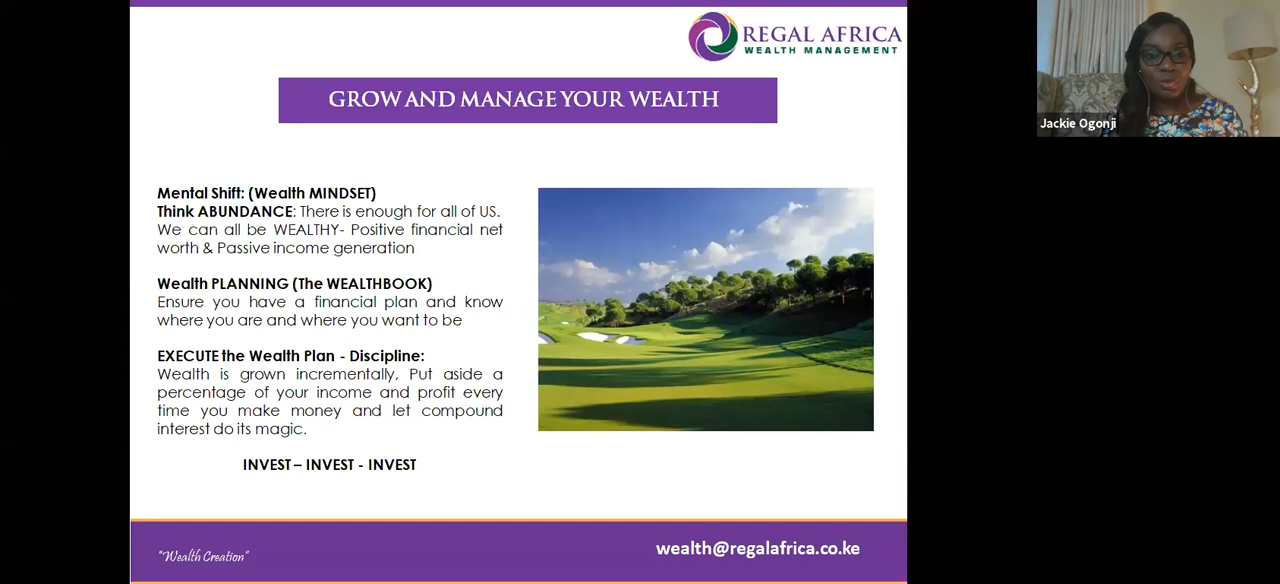 REGAL AFRICA
WEALTH MANAGEMENT
GROW AND MANAGE YOUR WEALTH
Jackie Ogonji
Mental Shift: (Wealth MINDSET)
Think ABUNDANCE: There is enough for all of US.
We can all be WEALTHY- Positive financial net
worth & Passive income generation
Wealth PLANNING (The WEALTHBOOK)
Ensure you have a financial plan and know
where you are and where you want to be
EXECUTE the Wealth Plan - Discipline:
Wealth is grown incrementally, Put aside a
percentage of your income and profit every
time you make money and let compound
interest do its magic.
INVEST – INVEST - INVEST
"Wealth Creation"
wealth@regalafrica.co.ke